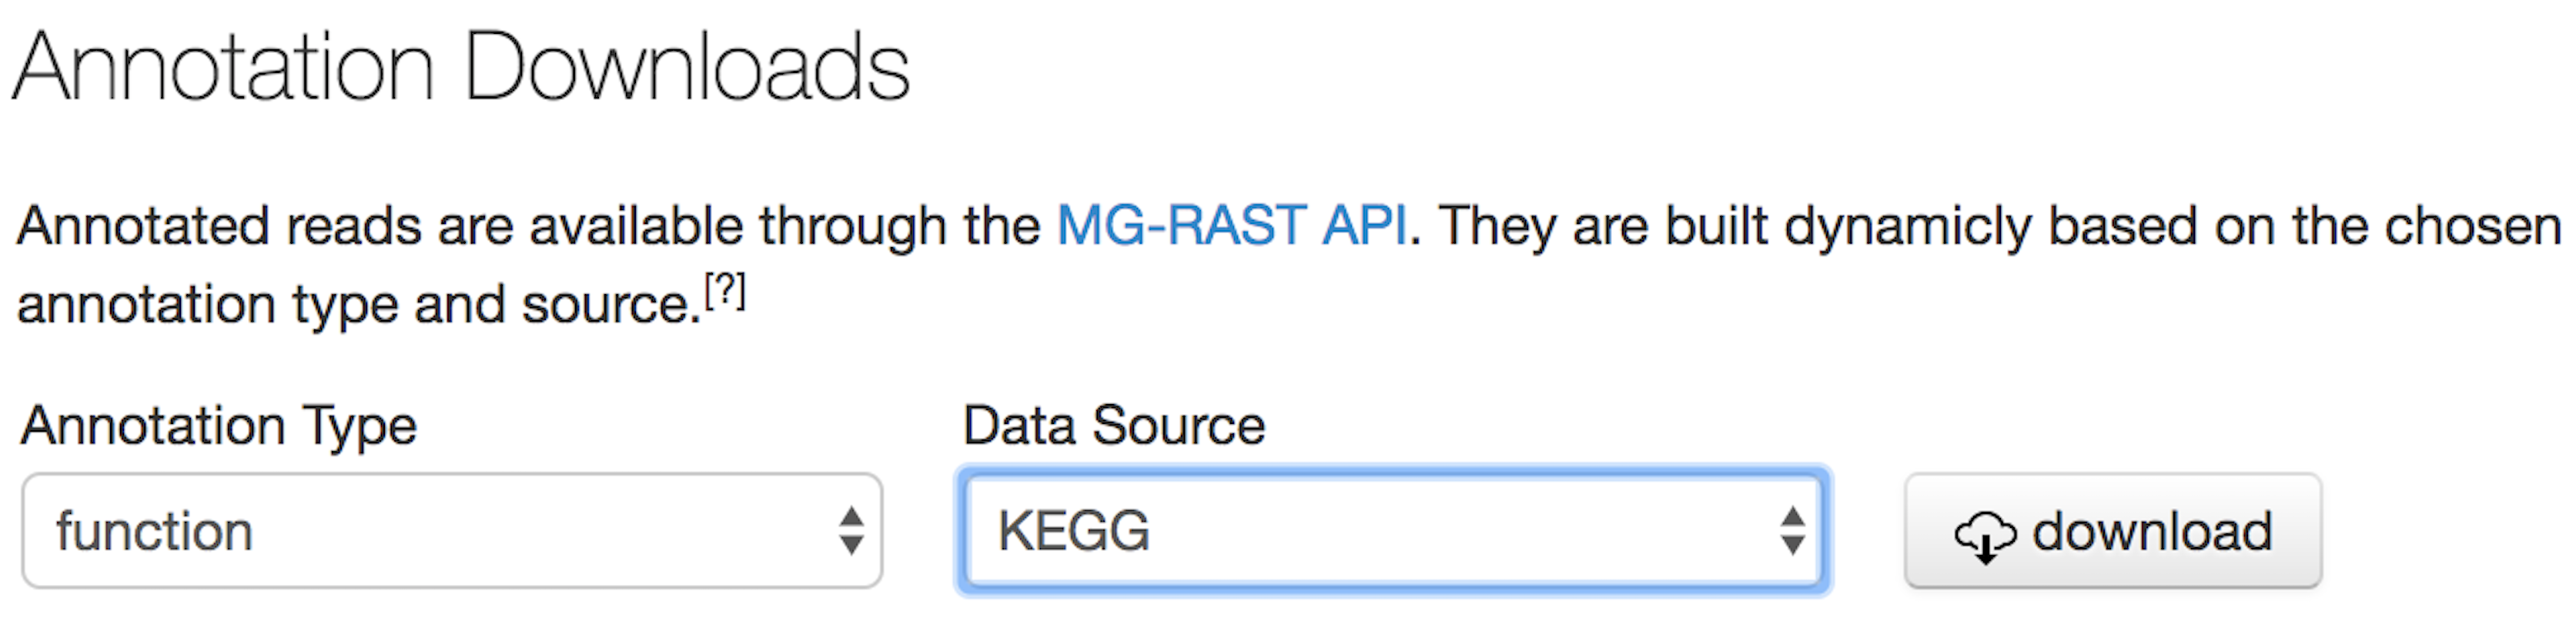 Annotation Downloads
Annotated reads are available through the MG-RAST API. They are built dynamicly based on the chosen
annotation type and source.[?]
Annotation Type
Data Source
function
KEGG
download